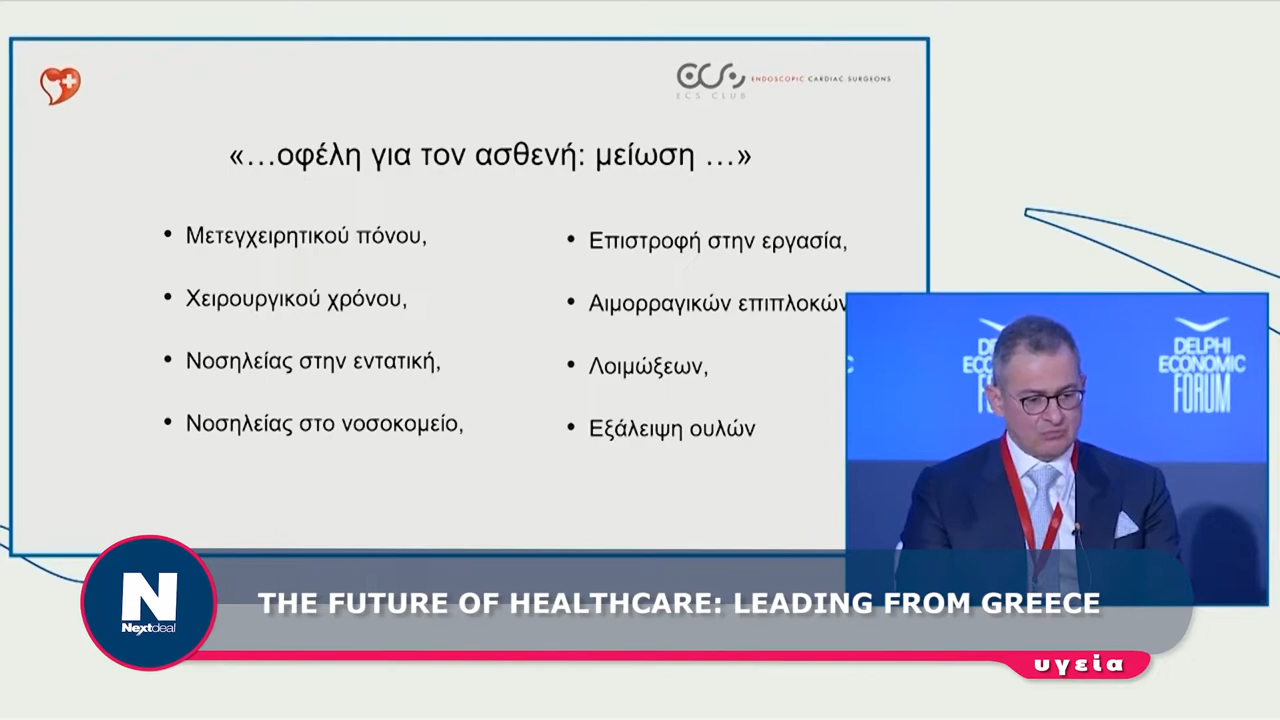 ENDOSCOPIC CARDIAC SURGEONS
ECS CLUB
«…οφέλη για τον ασθενή: μείωση …»
• Μετεγχειρητικού πόνου,
• Χειρουργικού χρόνου,
• Νοσηλείας στην εντατική,
• Νοσηλείας στο νοσοκομείο,
• Επιστροφή στην εργασία,
• Αιμορραγικών επιπλοκών
• Λοιμώξεων,
• Εξάλειψη ουλών
DELPHI
ECONOMIC
FORUM
N
Nextdeal
THE FUTURE OF HEALTHCARE: LEADING FROM GREECE
υγεία